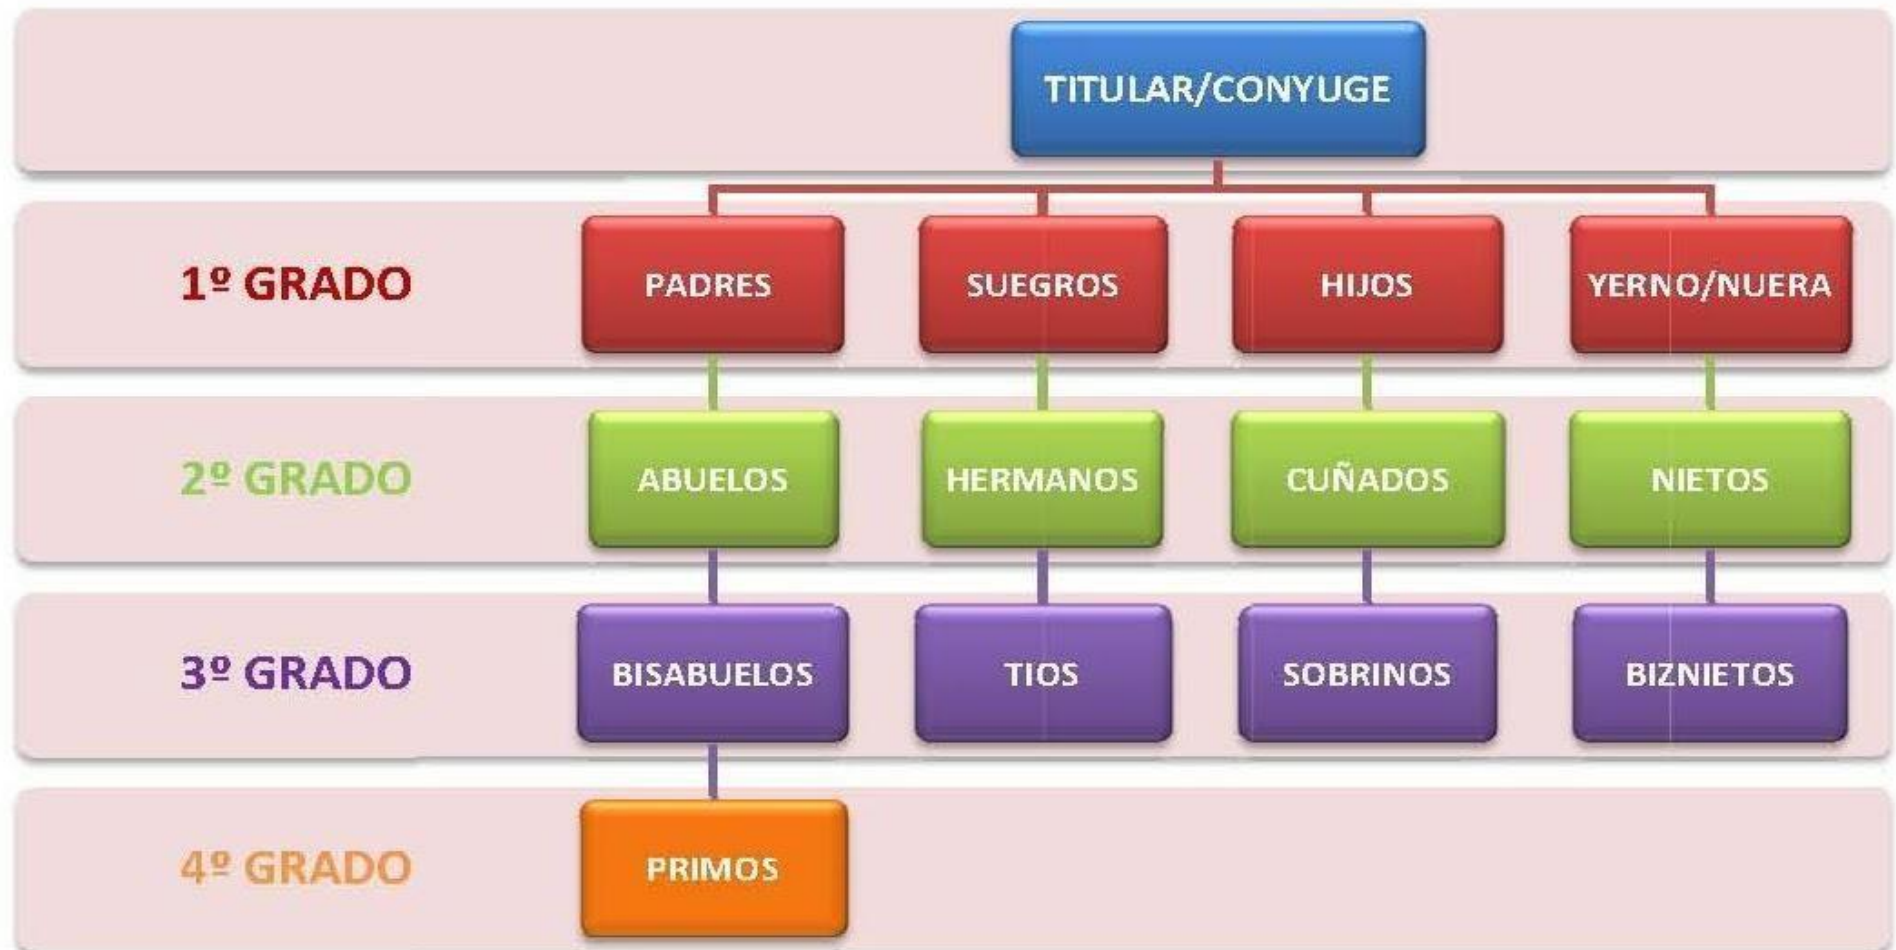 TITULAR/CONYUGE
1º GRADO
PADRES
SUEGROS
HIJOS
YERNO/NUERA
2º GRADO
ABUELOS
HERMANOS
CUÑADOS
NIETOS
3º GRADO
BISABUELOS
TIOS
SOBRINOS
BIZNIETOS
4º GRADO
PRIMOS